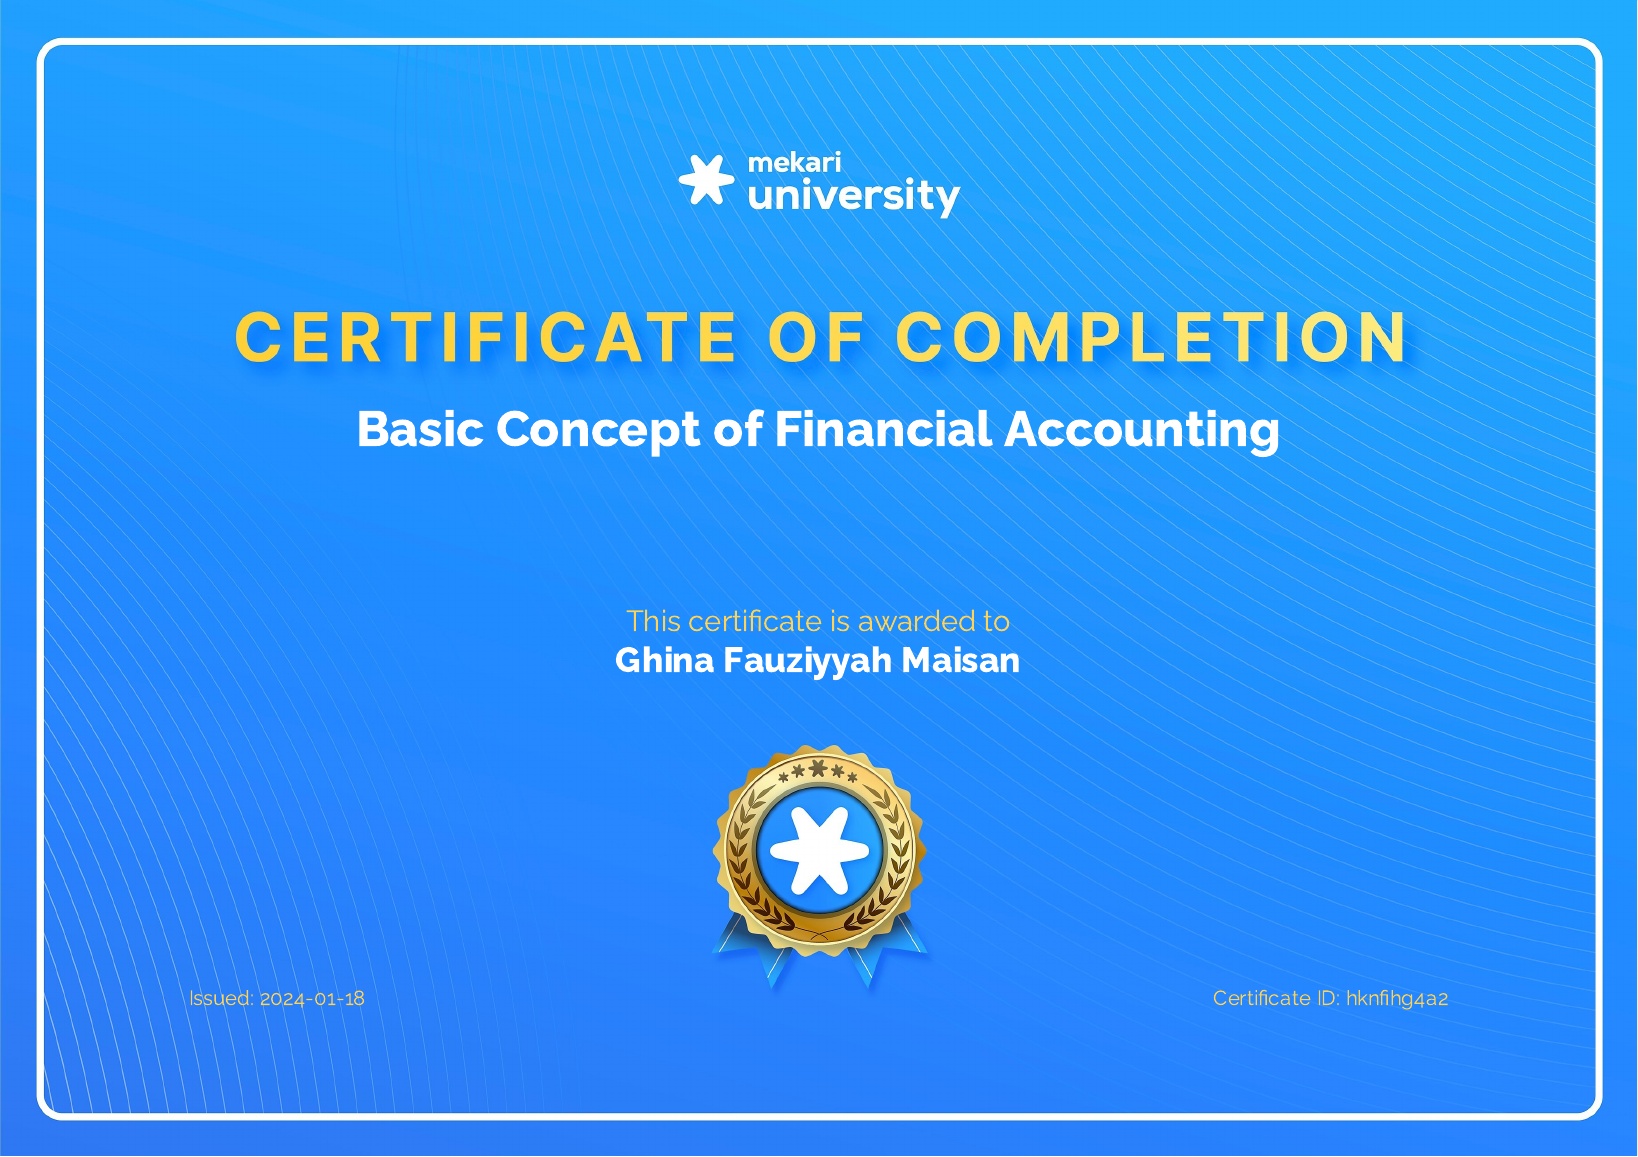 mekari
university
CERTIFICATE OF COMPLETION
Basic Concept of Financial Accounting
This certificate is awarded to
Ghina Fauziyyah Maisan
Issued: 2024-01-18
Certificate ID: hknfihg4a2